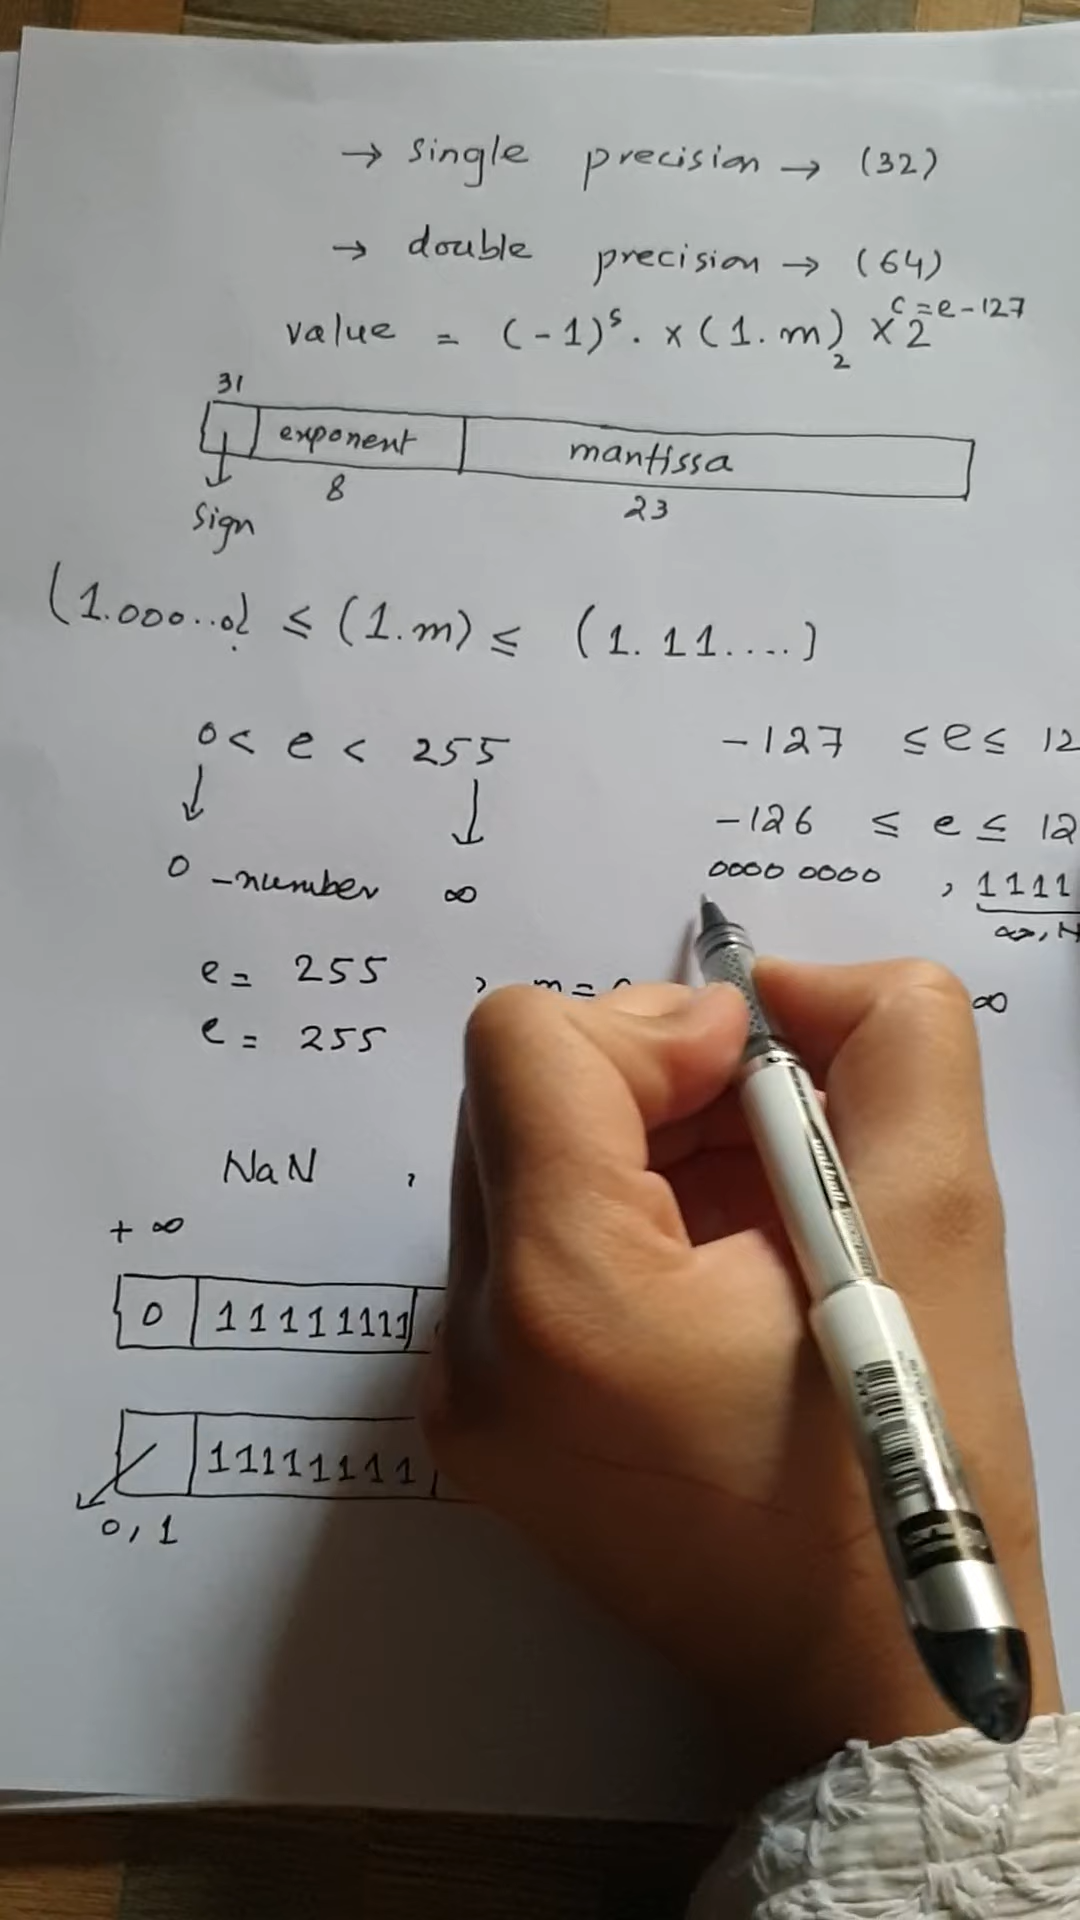 → single precision → (32)
→ double precision → (64)
value = (-1)^s . × (1.m)₂ × 2^c=e-127
31
exponent mantissa
8 23
sign
(1.000..0)₂ ≤ (1.m) ≤ (1.11....)
0 < e < 255
0 - number ∞
-127 ≤ e ≤ 12
-126 ≤ e ≤ 12
0000 0000 , 1111
∞, N
e = 255 , m = ∞
e = 255
NaN ,
+ ∞
0 11111111
11111111
0, 1